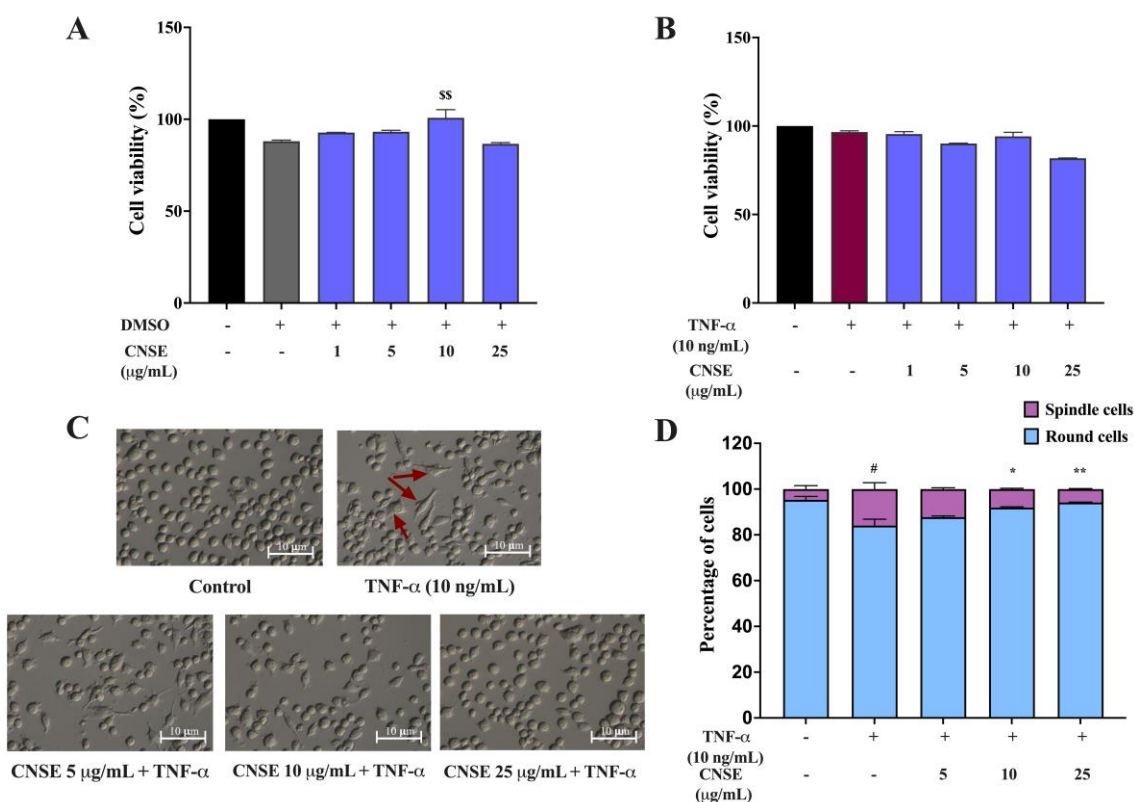 A
Cell viability (%)
150
100
50
0
$$
DMSO - + + + + +
CNSE - - 1 5 10 25
(µg/mL)
B
Cell viability (%)
150
100
50
0
TNF-α - + + + + +
(10 ng/mL)
CNSE - - 1 5 10 25
(µg/mL)
C
10 µm
Control
10 µm
TNF-α (10 ng/mL)
10 µm
CNSE 5 µg/mL + TNF-α
10 µm
CNSE 10 µg/mL + TNF-α
10 µm
CNSE 25 µg/mL + TNF-α
D
Spindle cells
Round cells
Percentage of cells
120
100
80
60
40
20
0
# * **
TNF-α - + + + +
(10 ng/mL)
CNSE - - 5 10 25
(µg/mL)